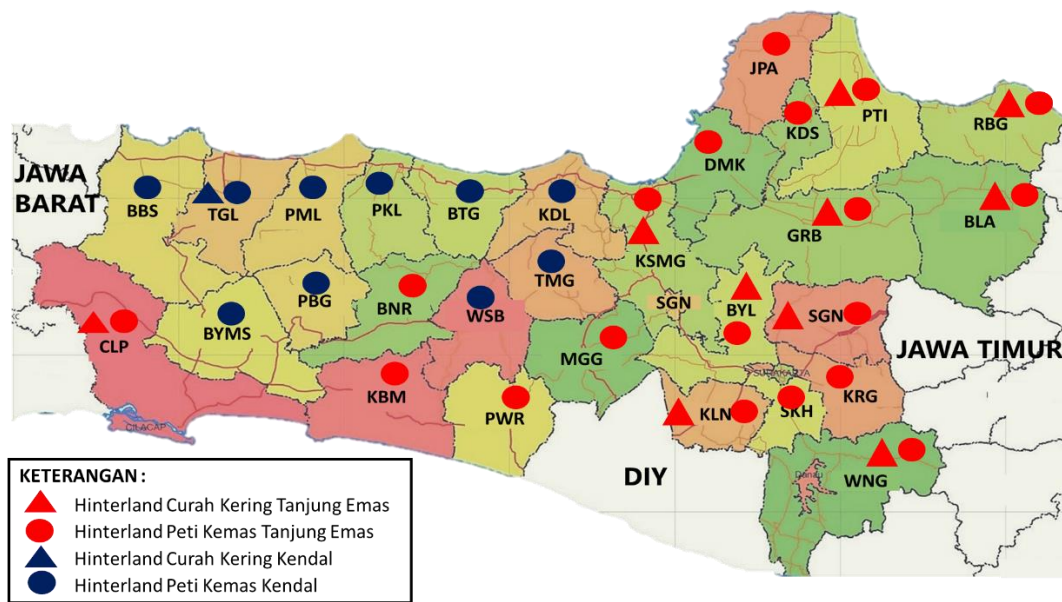 JPA
PTI
RBG
KDS
DMK
JAWA
BARAT
BBS
TGL
PML
PKL
BTG
KDL
KSMG
GRB
BLA
TMG
PBG
BNR
WSB
BYMS
SGN
BYL
SGN
CLP
MGG
JAWA TIMUR
KBM
PWR
KLN
SKH
KRG
CILACAP
DIY
WNG
KETERANGAN :
Hinterland Curah Kering Tanjung Emas
Hinterland Peti Kemas Tanjung Emas
Hinterland Curah Kering Kendal
Hinterland Peti Kemas Kendal